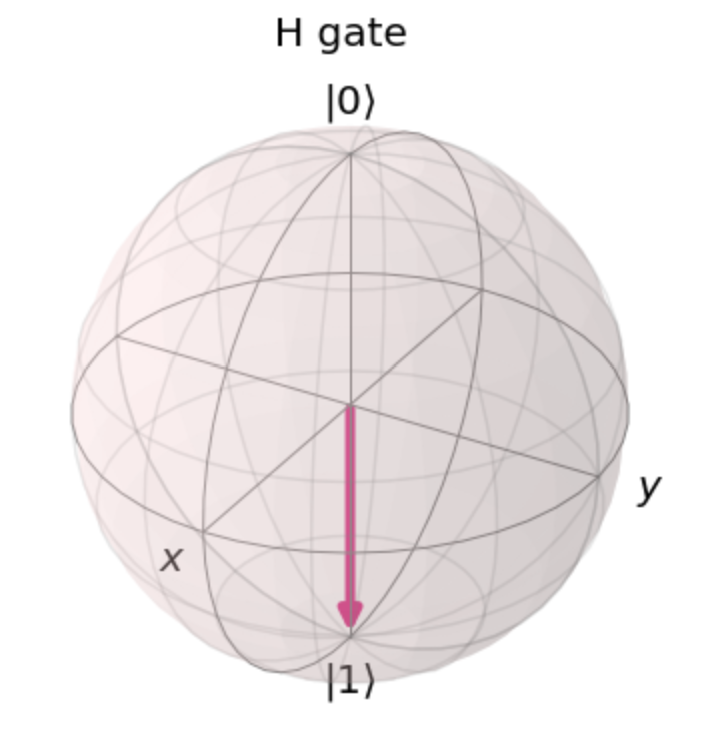 H gate
|0⟩
y
x
|1⟩